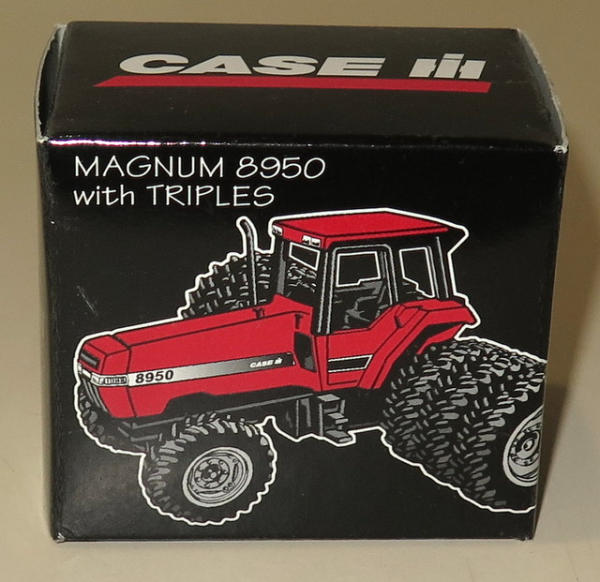 CASE IH
MAGNUM 8950
with TRIPLES
8950
CASE IH